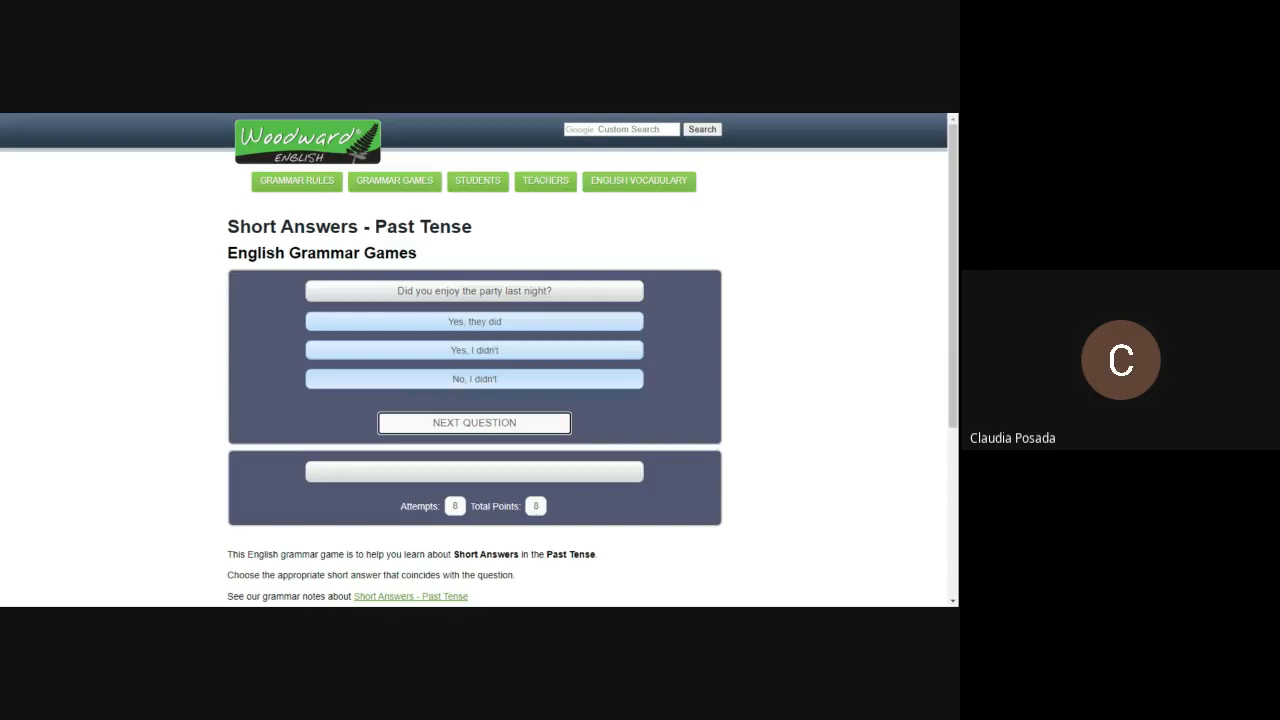 Woodward®
ENGLISH
Google Custom Search
Search
GRAMMAR RULES
GRAMMAR GAMES
STUDENTS
TEACHERS
ENGLISH VOCABULARY
Short Answers - Past Tense
English Grammar Games
Did you enjoy the party last night?
Yes, they did
Yes, I didn't
No, I didn't
NEXT QUESTION
Attempts: 8 Total Points: 8
This English grammar game is to help you learn about Short Answers in the Past Tense.
Choose the appropriate short answer that coincides with the question.
See our grammar notes about Short Answers - Past Tense
C
Claudia Posada